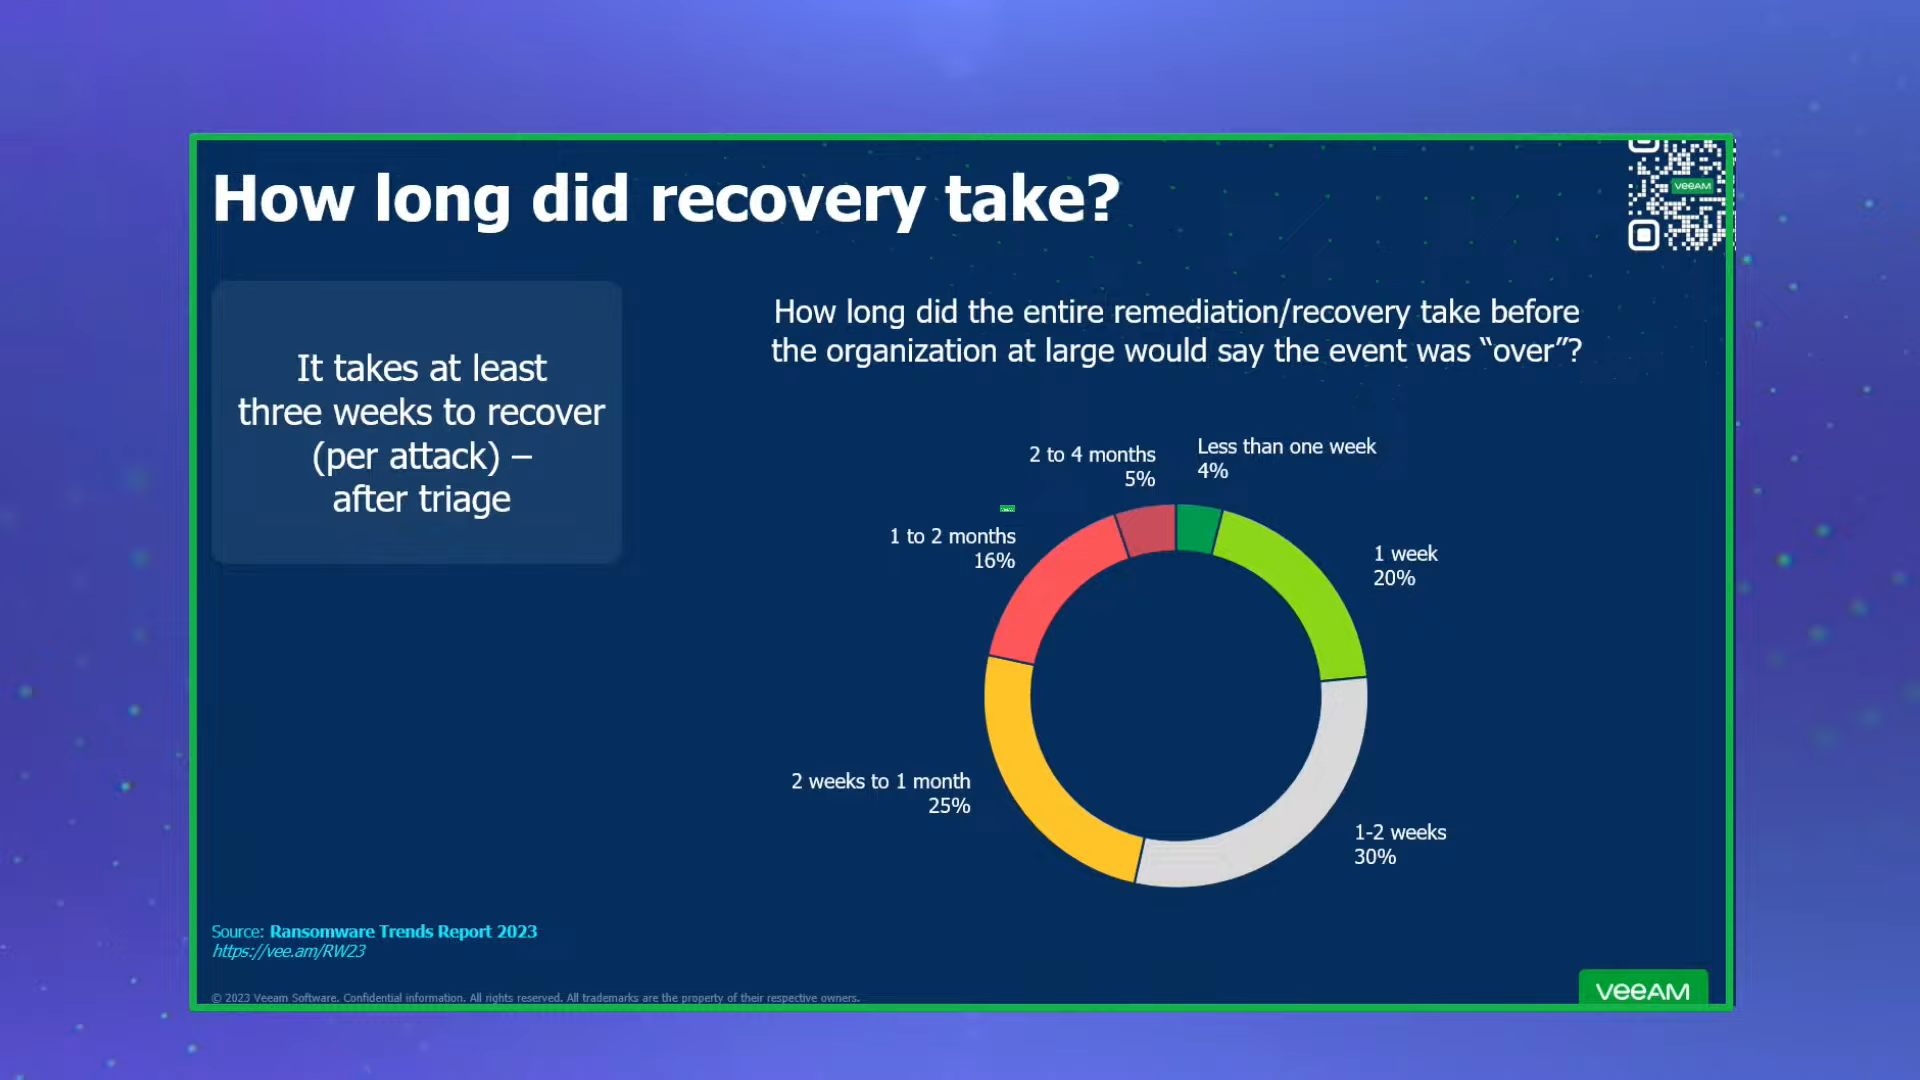 How long did recovery take?
VeeAM
It takes at least
three weeks to recover
(per attack) –
after triage
How long did the entire remediation/recovery take before
the organization at large would say the event was “over”?
2 to 4 months
5%
Less than one week
4%
1 to 2 months
16%
1 week
20%
2 weeks to 1 month
25%
1-2 weeks
30%
Source: Ransomware Trends Report 2023
https://vee.am/RW23
© 2023 Veeam Software. Confidential information. All rights reserved. All trademarks are the property of their respective owners.
VeeAM